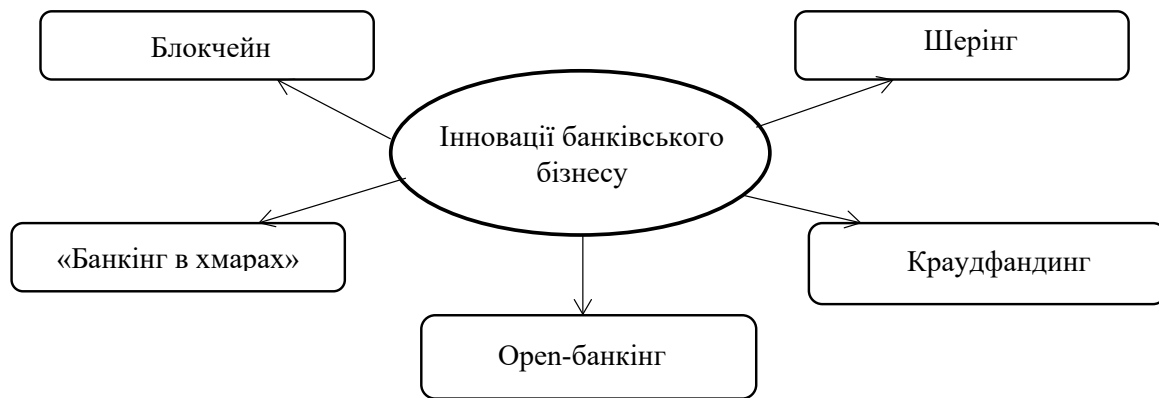 Блокчейн
Шерінг
Інновації банківського
бізнесу
«Банкінг в хмарах»
Краудфандинг
Open-банкінг